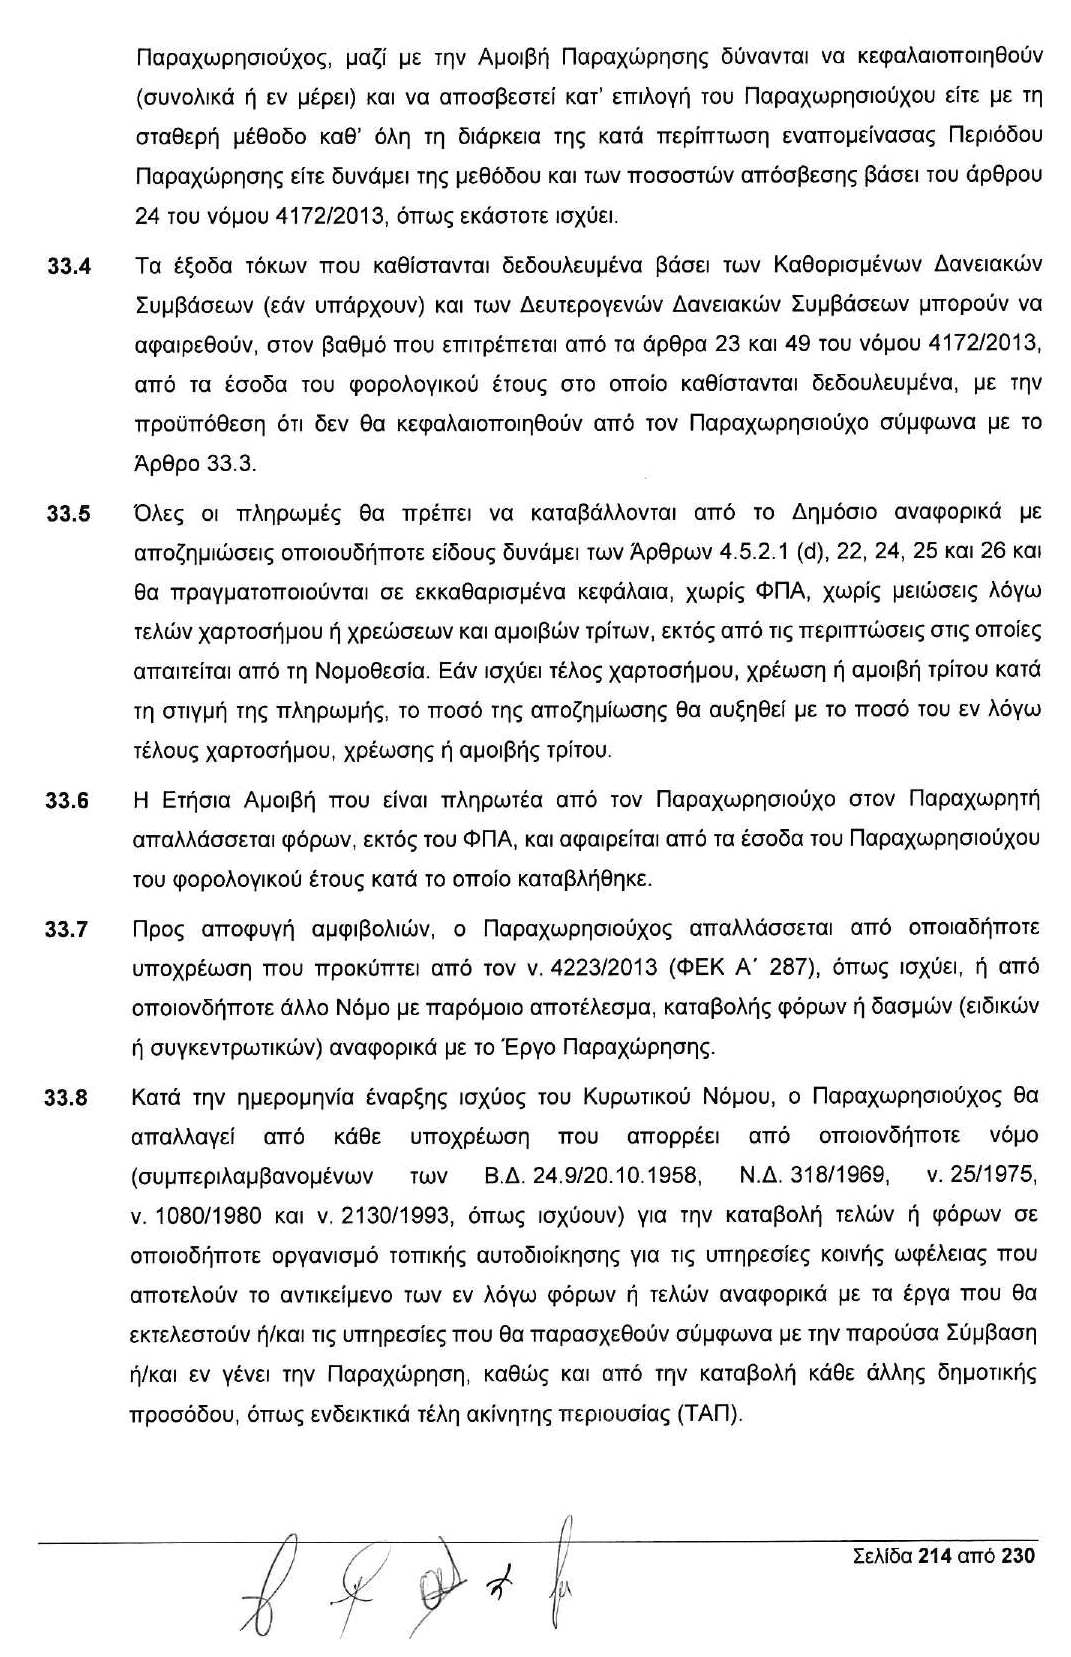 Παραχωρησιούχος, μαζί με την Αμοιβή Παραχώρησης δύνανται να κεφαλαιοποιηθούν
(συνολικά ή εν μέρει) και να αποσβεστεί κατ’ επιλογή του Παραχωρησιούχου είτε με τη
σταθερή μέθοδο καθ’ όλη τη διάρκεια της κατά περίπτωση εναπομείνασας Περιόδου
Παραχώρησης είτε δυνάμει της μεθόδου και των ποσοστών απόσβεσης βάσει του άρθρου
24 του νόμου 4172/2013, όπως εκάστοτε ισχύει.
33.4 Τα έξοδα τόκων που καθίστανται δεδουλευμένα βάσει των Καθορισμένων Δανειακών
Συμβάσεων (εάν υπάρχουν) και των Δευτερογενών Δανειακών Συμβάσεων μπορούν να
αφαιρεθούν, στον βαθμό που επιτρέπεται από τα άρθρα 23 και 49 του νόμου 4172/2013,
από τα έσοδα του φορολογικού έτους στο οποίο καθίστανται δεδουλευμένα, με την
προϋπόθεση ότι δεν θα κεφαλαιοποιηθούν από τον Παραχωρησιούχο σύμφωνα με το
Άρθρο 33.3.
33.5 Όλες οι πληρωμές θα πρέπει να καταβάλλονται από το Δημόσιο αναφορικά με
αποζημιώσεις οποιουδήποτε είδους δυνάμει των Άρθρων 4.5.2.1 (d), 22, 24, 25 και 26 και
θα πραγματοποιούνται σε εκκαθαρισμένα κεφάλαια, χωρίς ΦΠΑ, χωρίς μειώσεις λόγω
τελών χαρτοσήμου ή χρεώσεων και αμοιβών τρίτων, εκτός από τις περιπτώσεις στις οποίες
απαιτείται από τη Νομοθεσία. Εάν ισχύει τέλος χαρτοσήμου, χρέωση ή αμοιβή τρίτου κατά
τη στιγμή της πληρωμής, το ποσό της αποζημίωσης θα αυξηθεί με το ποσό του εν λόγω
τέλους χαρτοσήμου, χρέωσης ή αμοιβής τρίτου.
33.6 Η Ετήσια Αμοιβή που είναι πληρωτέα από τον Παραχωρησιούχο στον Παραχωρητή
απαλλάσσεται φόρων, εκτός του ΦΠΑ, και αφαιρείται από τα έσοδα του Παραχωρησιούχου
του φορολογικού έτους κατά το οποίο καταβλήθηκε.
33.7 Προς αποφυγή αμφιβολιών, ο Παραχωρησιούχος απαλλάσσεται από οποιαδήποτε
υποχρέωση που προκύπτει από τον ν. 4223/2013 (ΦΕΚ Α΄ 287), όπως ισχύει, ή από
οποιονδήποτε άλλο Νόμο με παρόμοιο αποτέλεσμα, καταβολής φόρων ή δασμών (ειδικών
ή συγκεντρωτικών) αναφορικά με το Έργο Παραχώρησης.
33.8 Κατά την ημερομηνία έναρξης ισχύος του Κυρωτικού Νόμου, ο Παραχωρησιούχος θα
απαλλαγεί από κάθε υποχρέωση που απορρέει από οποιονδήποτε νόμο
(συμπεριλαμβανομένων των Β.Δ. 24.9/20.10.1958, Ν.Δ. 318/1969, ν. 25/1975,
ν. 1080/1980 και ν. 2130/1993, όπως ισχύουν) για την καταβολή τελών ή φόρων σε
οποιοδήποτε οργανισμό τοπικής αυτοδιοίκησης για τις υπηρεσίες κοινής ωφέλειας που
αποτελούν το αντικείμενο των εν λόγω φόρων ή τελών αναφορικά με τα έργα που θα
εκτελεστούν ή/και τις υπηρεσίες που θα παρασχεθούν σύμφωνα με την παρούσα Σύμβαση
ή/και εν γένει την Παραχώρηση, καθώς και από την καταβολή κάθε άλλης δημοτικής
προσόδου, όπως ενδεικτικά τέλη ακίνητης περιουσίας (ΤΑΠ).
Σελίδα 214 από 230